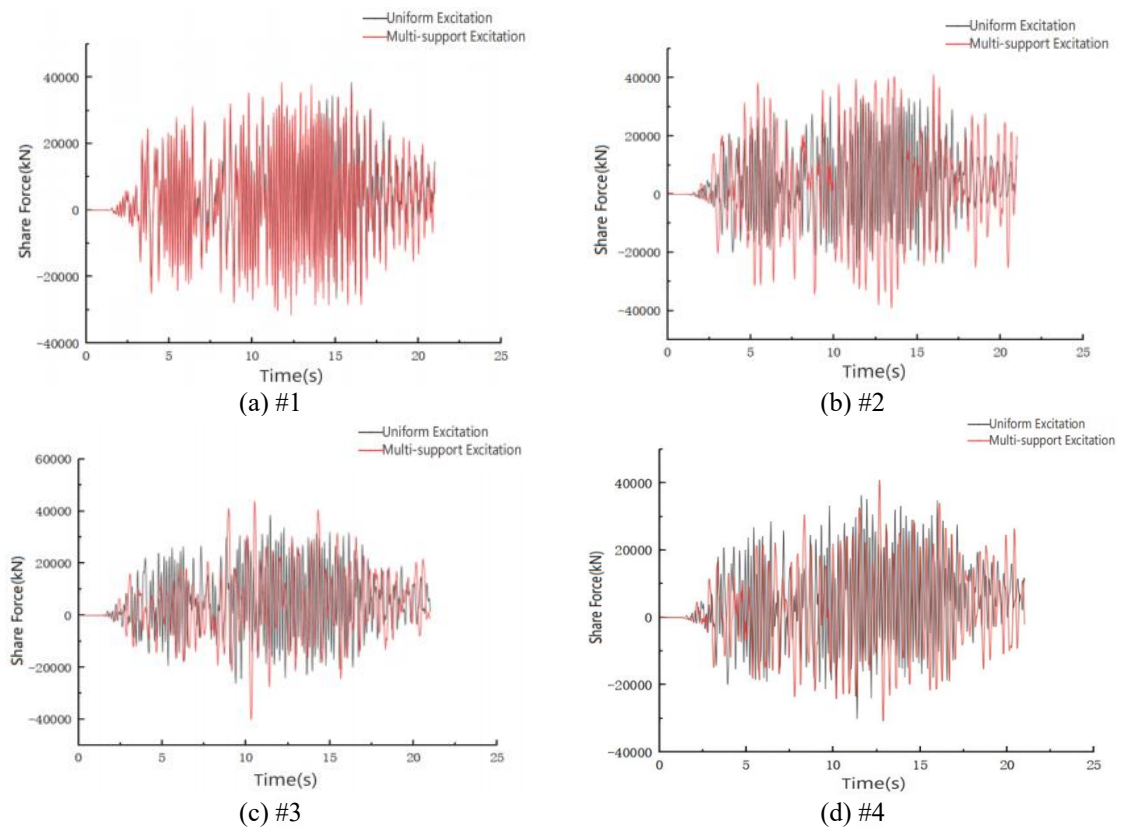 Uniform Excitation
Multi-support Excitation
Share Force(kN)
40000
20000
0
-20000
-40000
0 5 10 15 20 25
Time(s)
(a) #1
Uniform Excitation
Multi-support Excitation
Share Force(kN)
40000
20000
0
-20000
-40000
0 5 10 15 20 25
Time(s)
(b) #2
Uniform Excitation
Multi-support Excitation
Share Force(kN)
60000
40000
20000
0
-20000
-40000
0 5 10 15 20 25
Time(s)
(c) #3
Uniform Excitation
Multi-support Excitation
Share Force(kN)
40000
20000
0
-20000
-40000
0 5 10 15 20 25
Time(s)
(d) #4